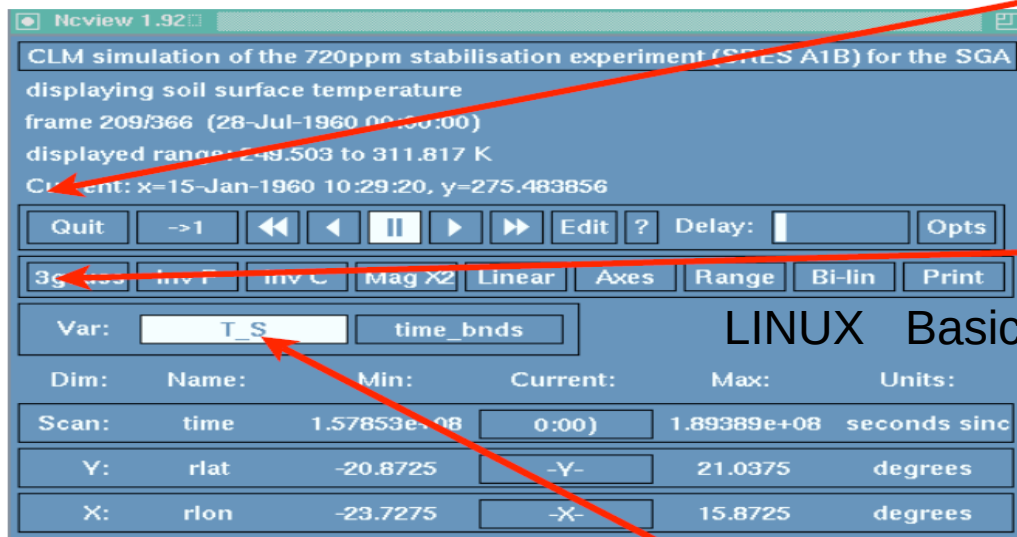 Ncview 1.92
CLM simulation of the 720ppm stabilisation experiment (SRES A1B) for the SGA
displaying soil surface temperature
frame 209/366 (28-Jul-1960 00:00:00)
displayed range: 249.503 to 311.817 K
Current: x=15-Jan-1960 10:29:20, y=275.483856
Quit ->1 Edit ? Delay: Opts
Inv P Inv C Mag X2 Linear Axes Range Bi-lin Print
Var: T_S time_bnds
LINUX Basic
Dim: Name: Min: Current: Max: Units:
Scan: time 1.57853e+08 0:00) 1.89389e+08 seconds sinc
Y: rlat -20.8725 -Y- 21.0375 degrees
X: rlon -23.7275 -X- 15.8725 degrees